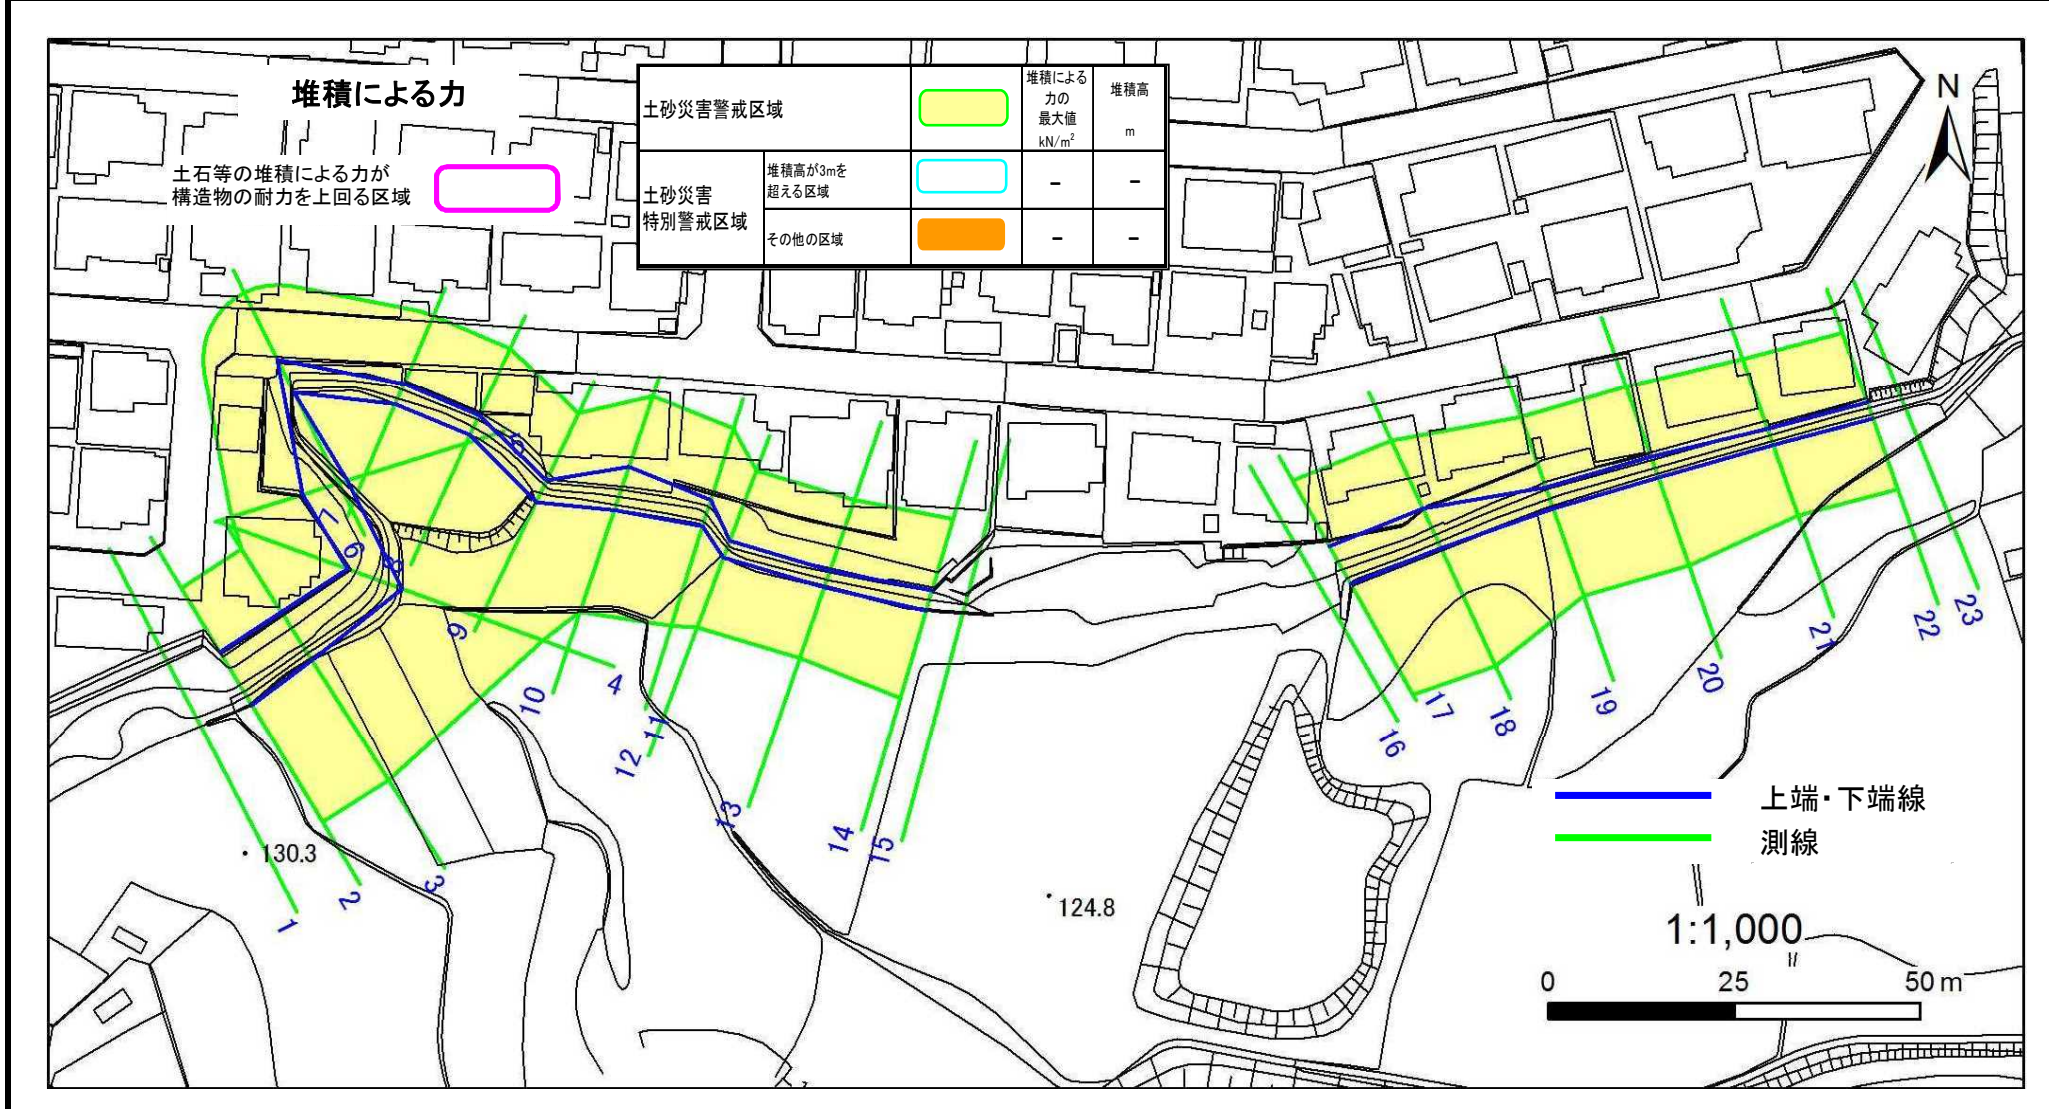 堆積による力
土石等の堆積による力が
構造物の耐力を上回る区域
土砂災害警戒区域
堆積による
力の
最大値
kN/m²
堆積高
m
土砂災害
特別警戒区域
堆積高が3mを
超える区域
-
-
その他の区域
-
-
N
5
7
6
8
9
4
10
11
12
13
14
15
1
2
3
16
17
18
19
20
21
22
23
130.3
124.8
上端・下端線
測線
1:1,000
0 25 50 m